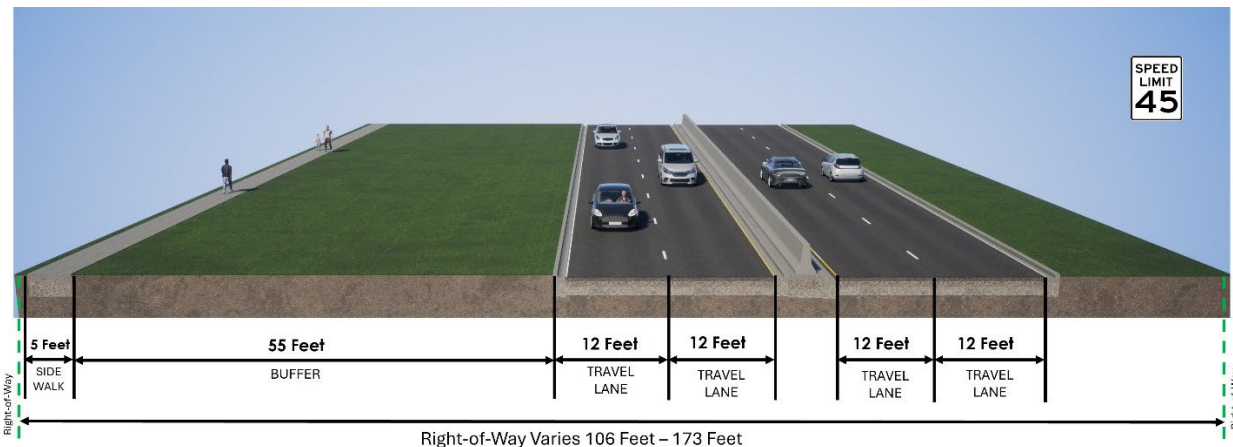 SPEED
LIMIT
45
5 Feet
55 Feet
12 Feet
12 Feet
12 Feet
12 Feet
SIDE
WALK
BUFFER
TRAVEL
LANE
TRAVEL
LANE
TRAVEL
LANE
TRAVEL
LANE
Right-of-Way
Right-of-Way Varies 106 Feet – 173 Feet